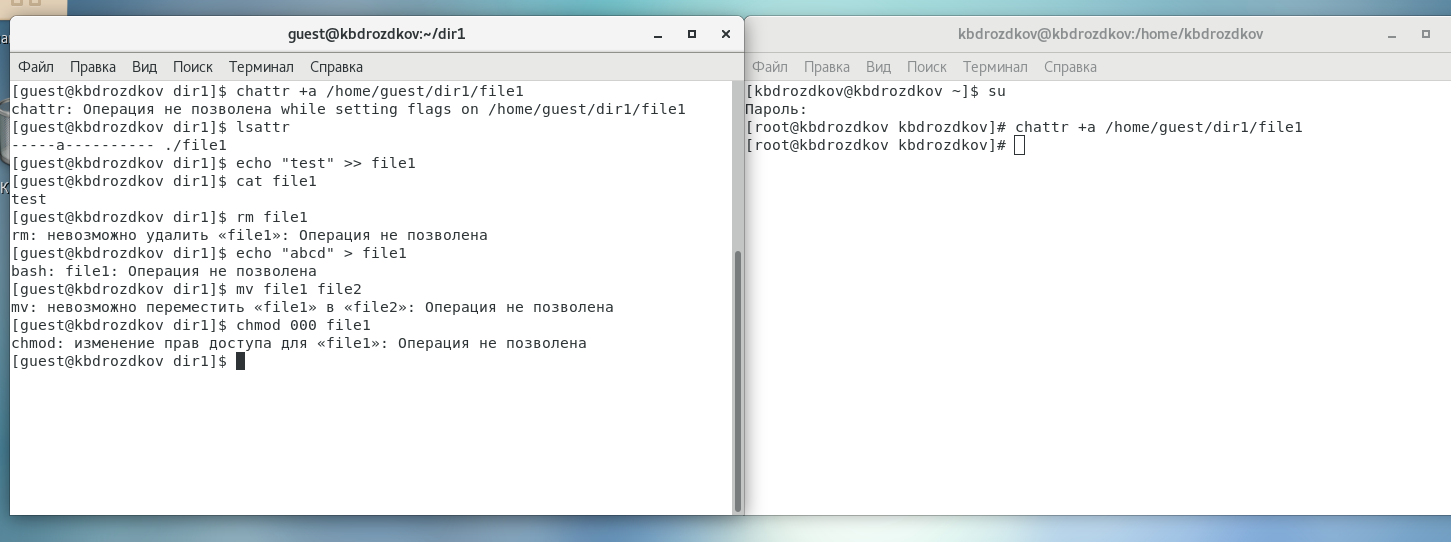 guest@kbdrozdkov:~/dir1
Файл Правка Вид Поиск Терминал Справка
[guest@kbdrozdkov dir1]$ chattr +a /home/guest/dir1/file1
chattr: Операция не позволена while setting flags on /home/guest/dir1/file1
[guest@kbdrozdkov dir1]$ lsattr
-----a---------- ./file1
[guest@kbdrozdkov dir1]$ echo "test" >> file1
[guest@kbdrozdkov dir1]$ cat file1
test
[guest@kbdrozdkov dir1]$ rm file1
rm: невозможно удалить «file1»: Операция не позволена
[guest@kbdrozdkov dir1]$ echo "abcd" > file1
bash: file1: Операция не позволена
[guest@kbdrozdkov dir1]$ mv file1 file2
mv: невозможно переместить «file1» в «file2»: Операция не позволена
[guest@kbdrozdkov dir1]$ chmod 000 file1
chmod: изменение прав доступа для «file1»: Операция не позволена
[guest@kbdrozdkov dir1]$
kbdrozdkov@kbdrozdkov:/home/kbdrozdkov
Файл Правка Вид Поиск Терминал Справка
[kbdrozdkov@kbdrozdkov ~]$ su
Пароль:
[root@kbdrozdkov kbdrozdkov]# chattr +a /home/guest/dir1/file1
[root@kbdrozdkov kbdrozdkov]#